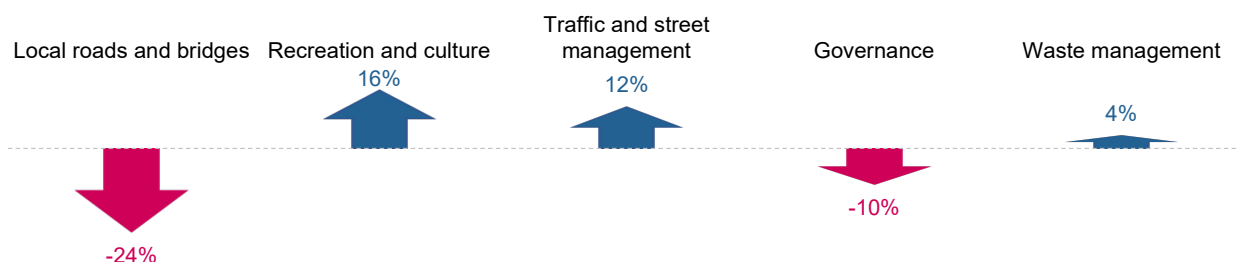 Local roads and bridges
-24%
Recreation and culture
16%
Traffic and street
management
12%
Governance
-10%
Waste management
4%